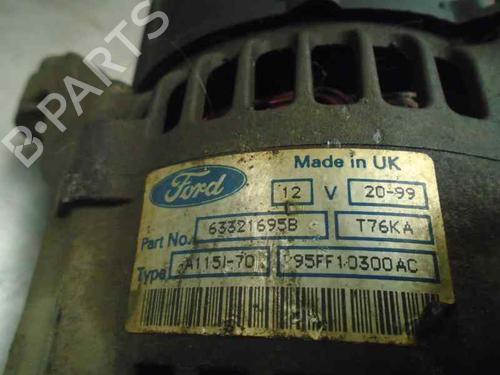 B-PARTS
Ford
Made in UK
12 V 20-99
Part No. 63321695B T76KA
Type A115I-70 95FF10300AC